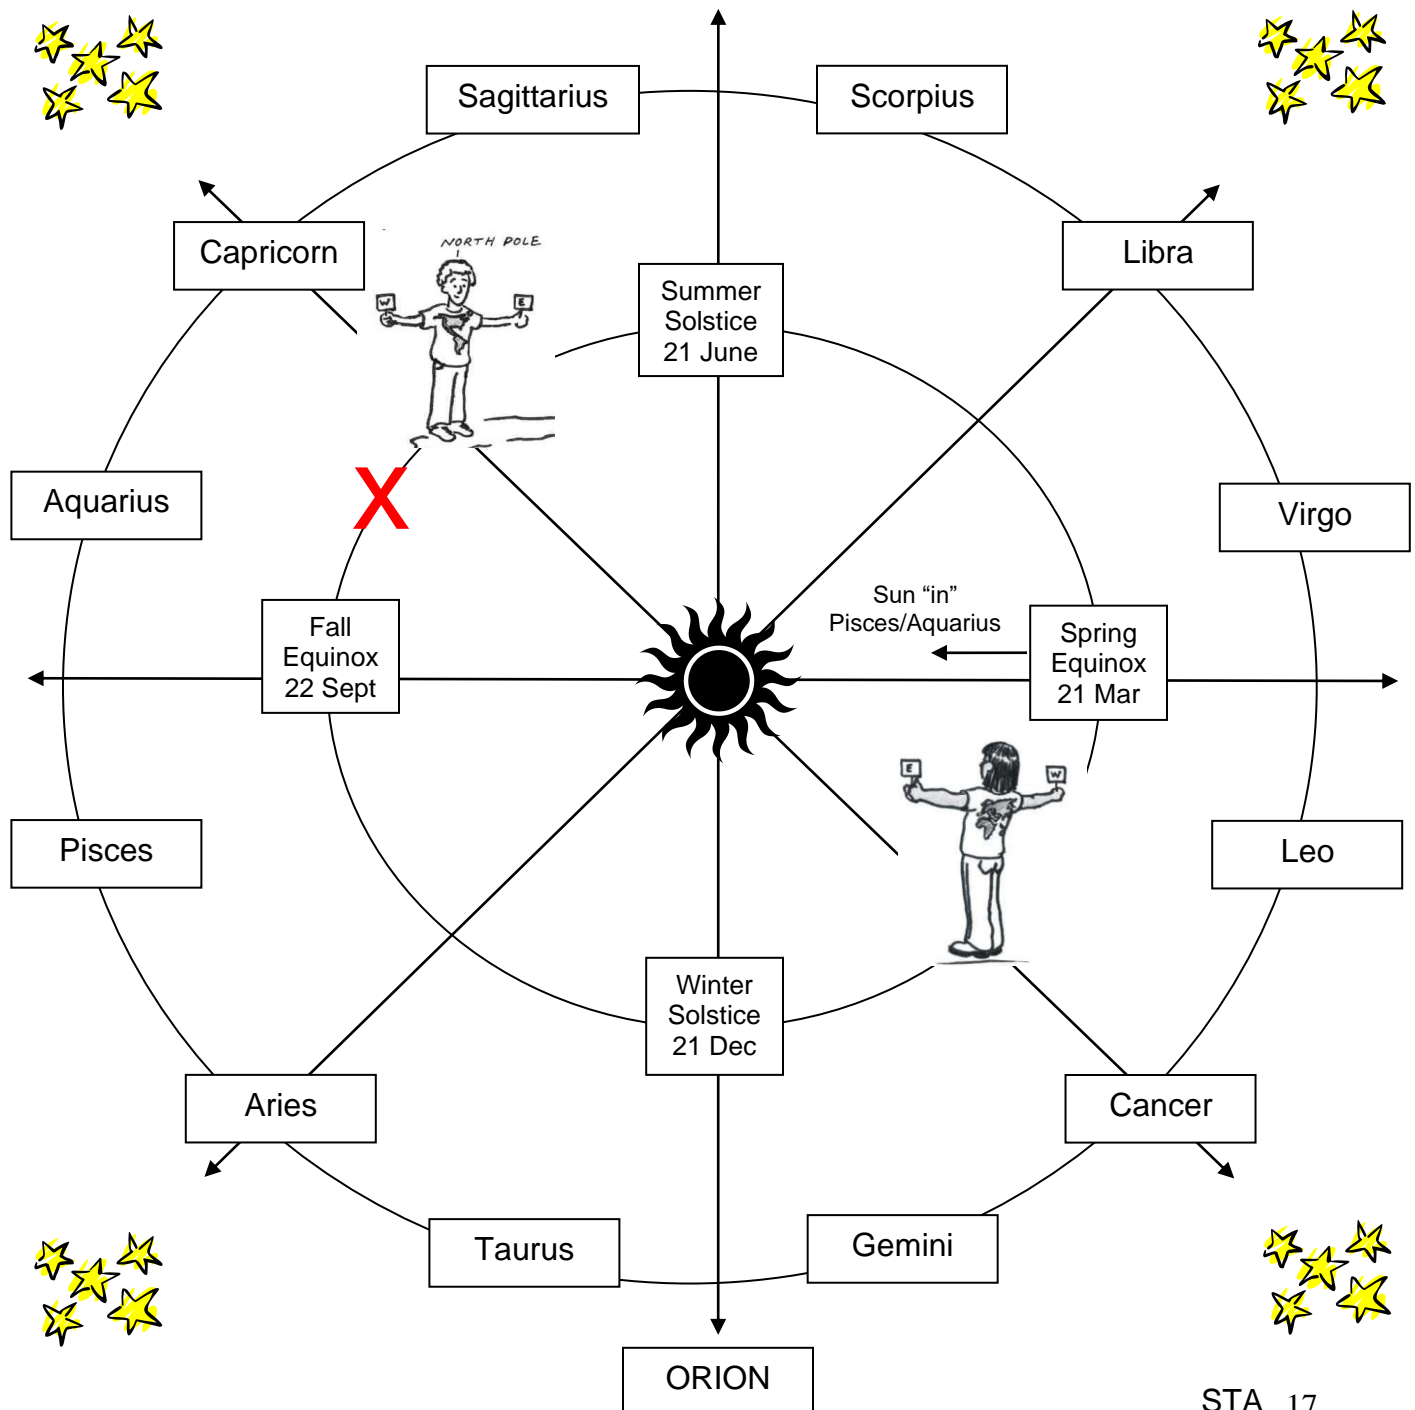 Sagittarius
Scorpius
Capricorn
Libra
NORTH POLE
W
E
Summer
Solstice
21 June
Aquarius
Virgo
X
Sun “in”
Pisces/Aquarius
Fall
Equinox
22 Sept
Spring
Equinox
21 Mar
E
W
Pisces
Leo
Winter
Solstice
21 Dec
Aries
Cancer
Taurus
Gemini
ORION
STA 17